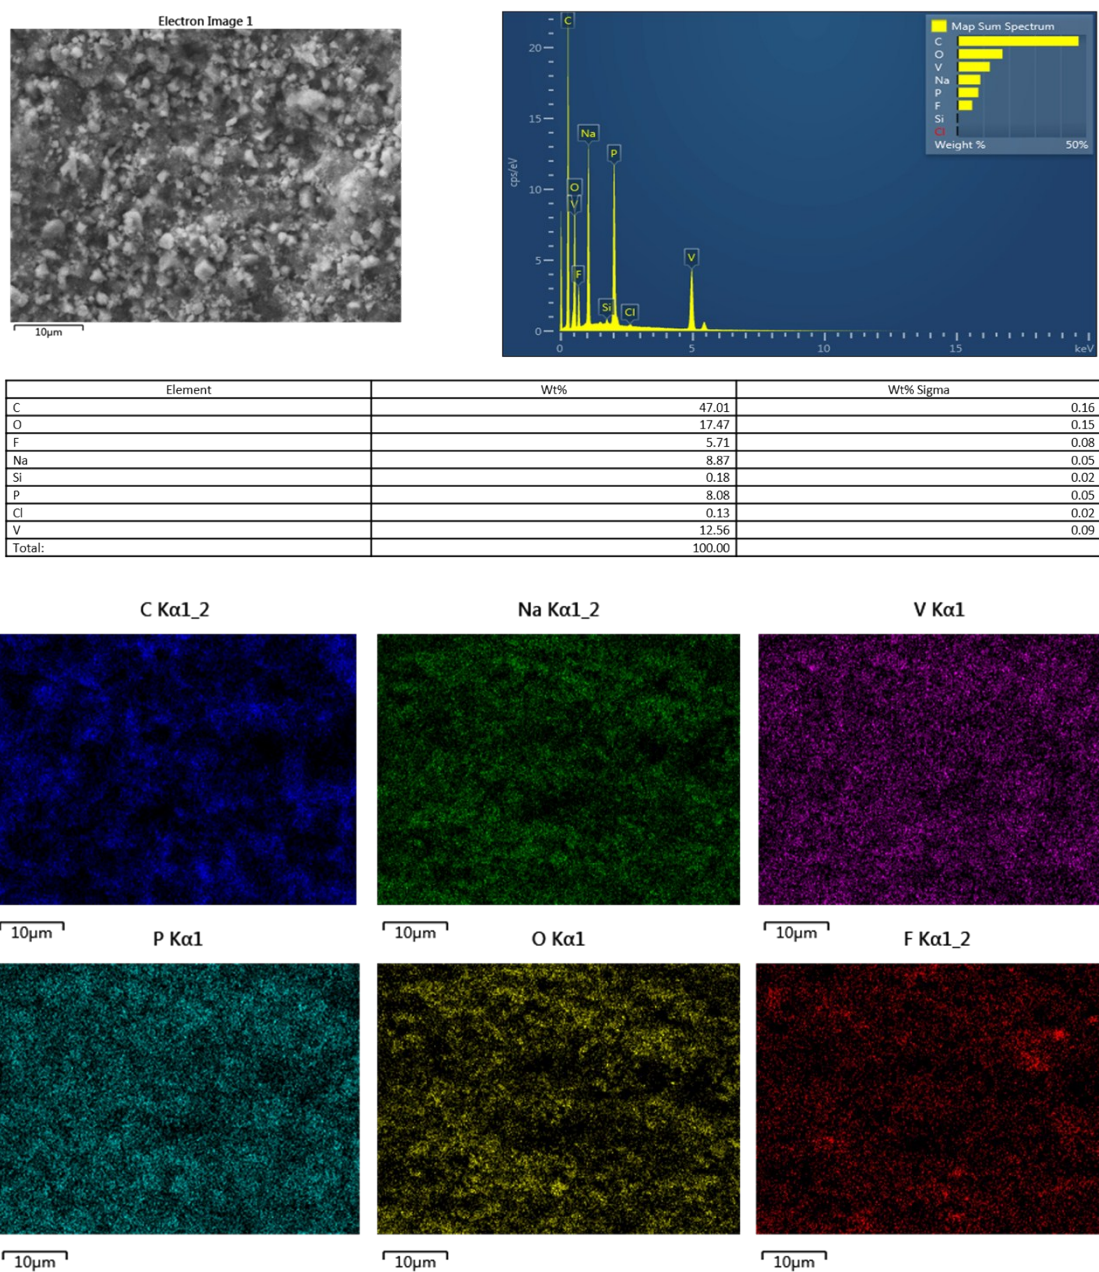 Electron Image 1
10μm
cps/eV
20
15
10
5
0
C
Na
P
O
V
F
Si
Cl
V
0
5
10
15
keV
Map Sum Spectrum
C
O
V
Na
P
F
Si
Cl
Weight % 50%
Element Wt% Wt% Sigma
C 47.01 0.16
O 17.47 0.15
F 5.71 0.08
Na 8.87 0.05
Si 0.18 0.02
P 8.08 0.05
Cl 0.13 0.02
V 12.56 0.09
Total: 100.00
C Kα1_2 Na Kα1_2 V Kα1
10μm 10μm 10μm
P Kα1 O Kα1 F Kα1_2
10μm 10μm 10μm